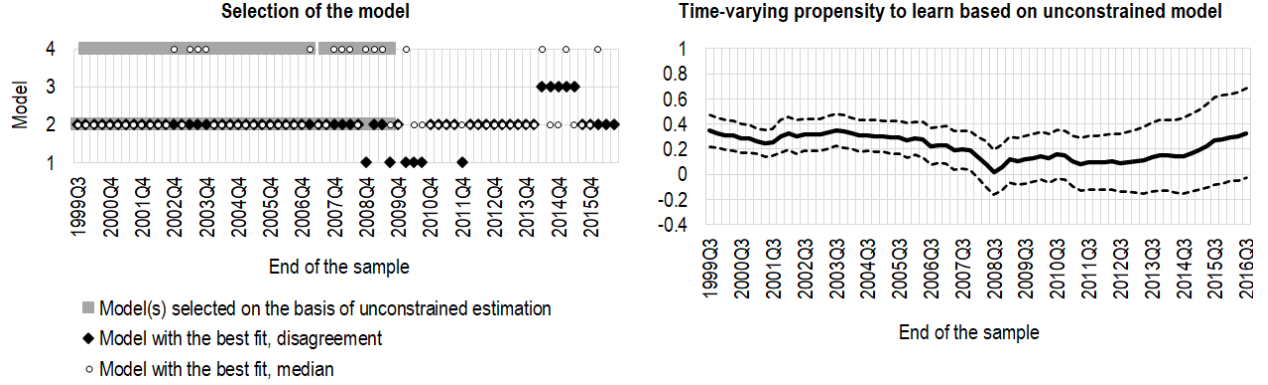 Selection of the model
4
3
2
1
Model
1999Q3
2000Q4
2001Q4
2002Q4
2003Q4
2004Q4
2005Q4
2006Q4
2007Q4
2008Q4
2009Q4
2010Q4
2011Q4
2012Q4
2013Q4
2014Q4
2015Q4
End of the sample
Model(s) selected on the basis of unconstrained estimation
Model with the best fit, disagreement
Model with the best fit, median
Time-varying propensity to learn based on unconstrained model
1
0.8
0.6
0.4
0.2
0
-0.2
-0.4
1999Q3
2000Q3
2001Q3
2002Q3
2003Q3
2004Q3
2005Q3
2006Q3
2007Q3
2008Q3
2009Q3
2010Q3
2011Q3
2012Q3
2013Q3
2014Q3
2015Q3
2016Q3
End of the sample